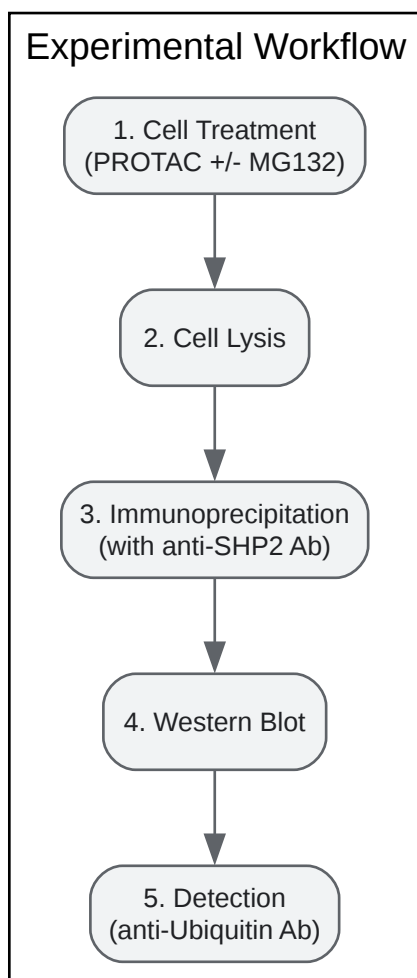 Experimental Workflow
1. Cell Treatment
(PROTAC +/- MG132)
2. Cell Lysis
3. Immunoprecipitation
(with anti-SHP2 Ab)
4. Western Blot
5. Detection
(anti-Ubiquitin Ab)